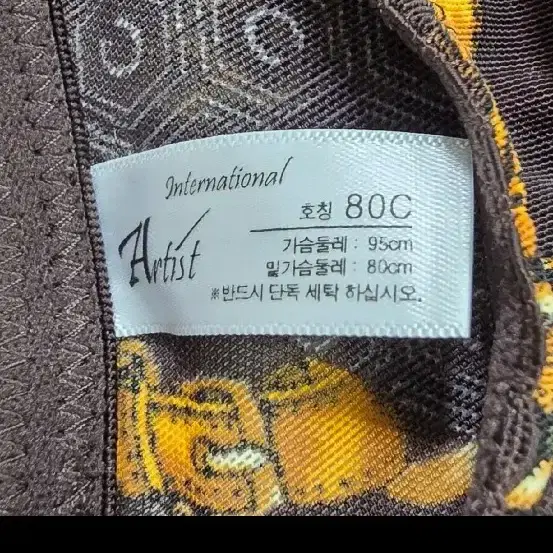 International
Artist
호칭 80C
가슴둘레 : 95cm
밑가슴둘레 : 80cm
※반드시 단독 세탁 하십시오.